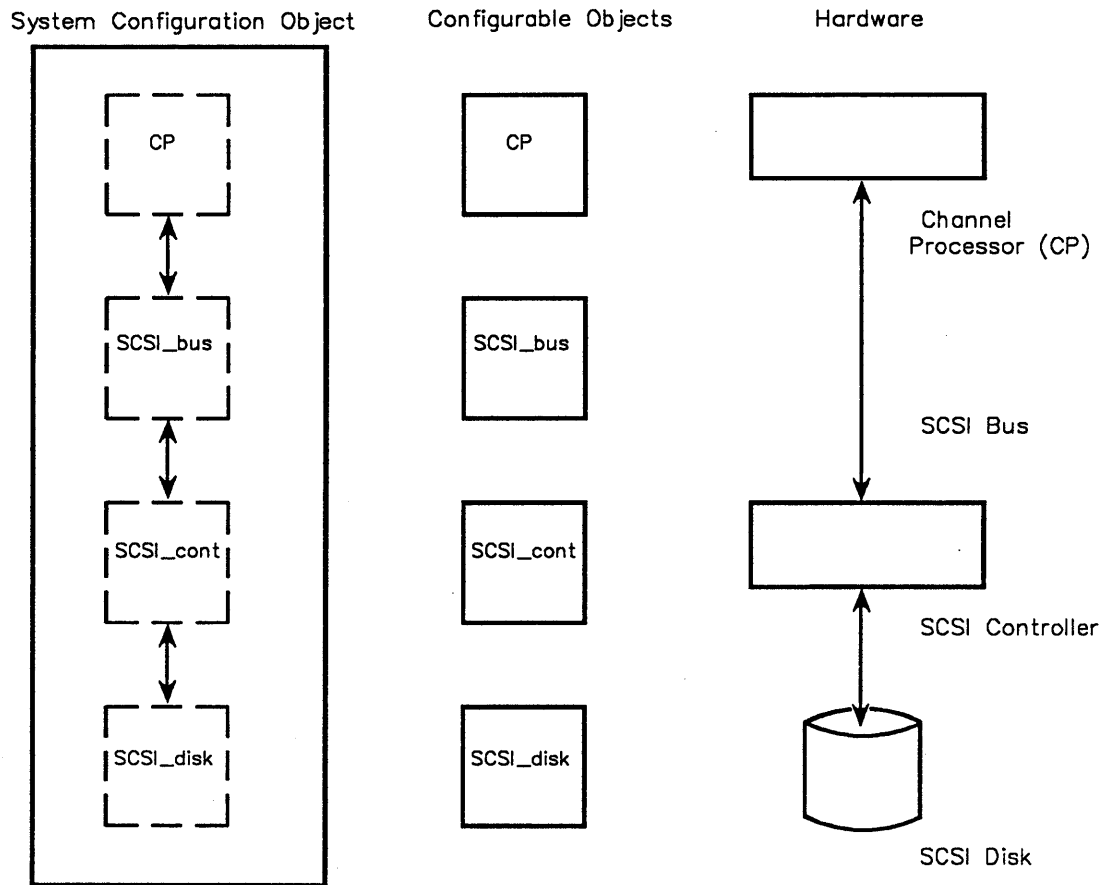 System Configuration Object
Configurable Objects
Hardware
CP
CP
Channel
Processor (CP)
SCSI_bus
SCSI_bus
SCSI Bus
SCSI_cont
SCSI_cont
SCSI Controller
SCSI_disk
SCSI_disk
SCSI Disk